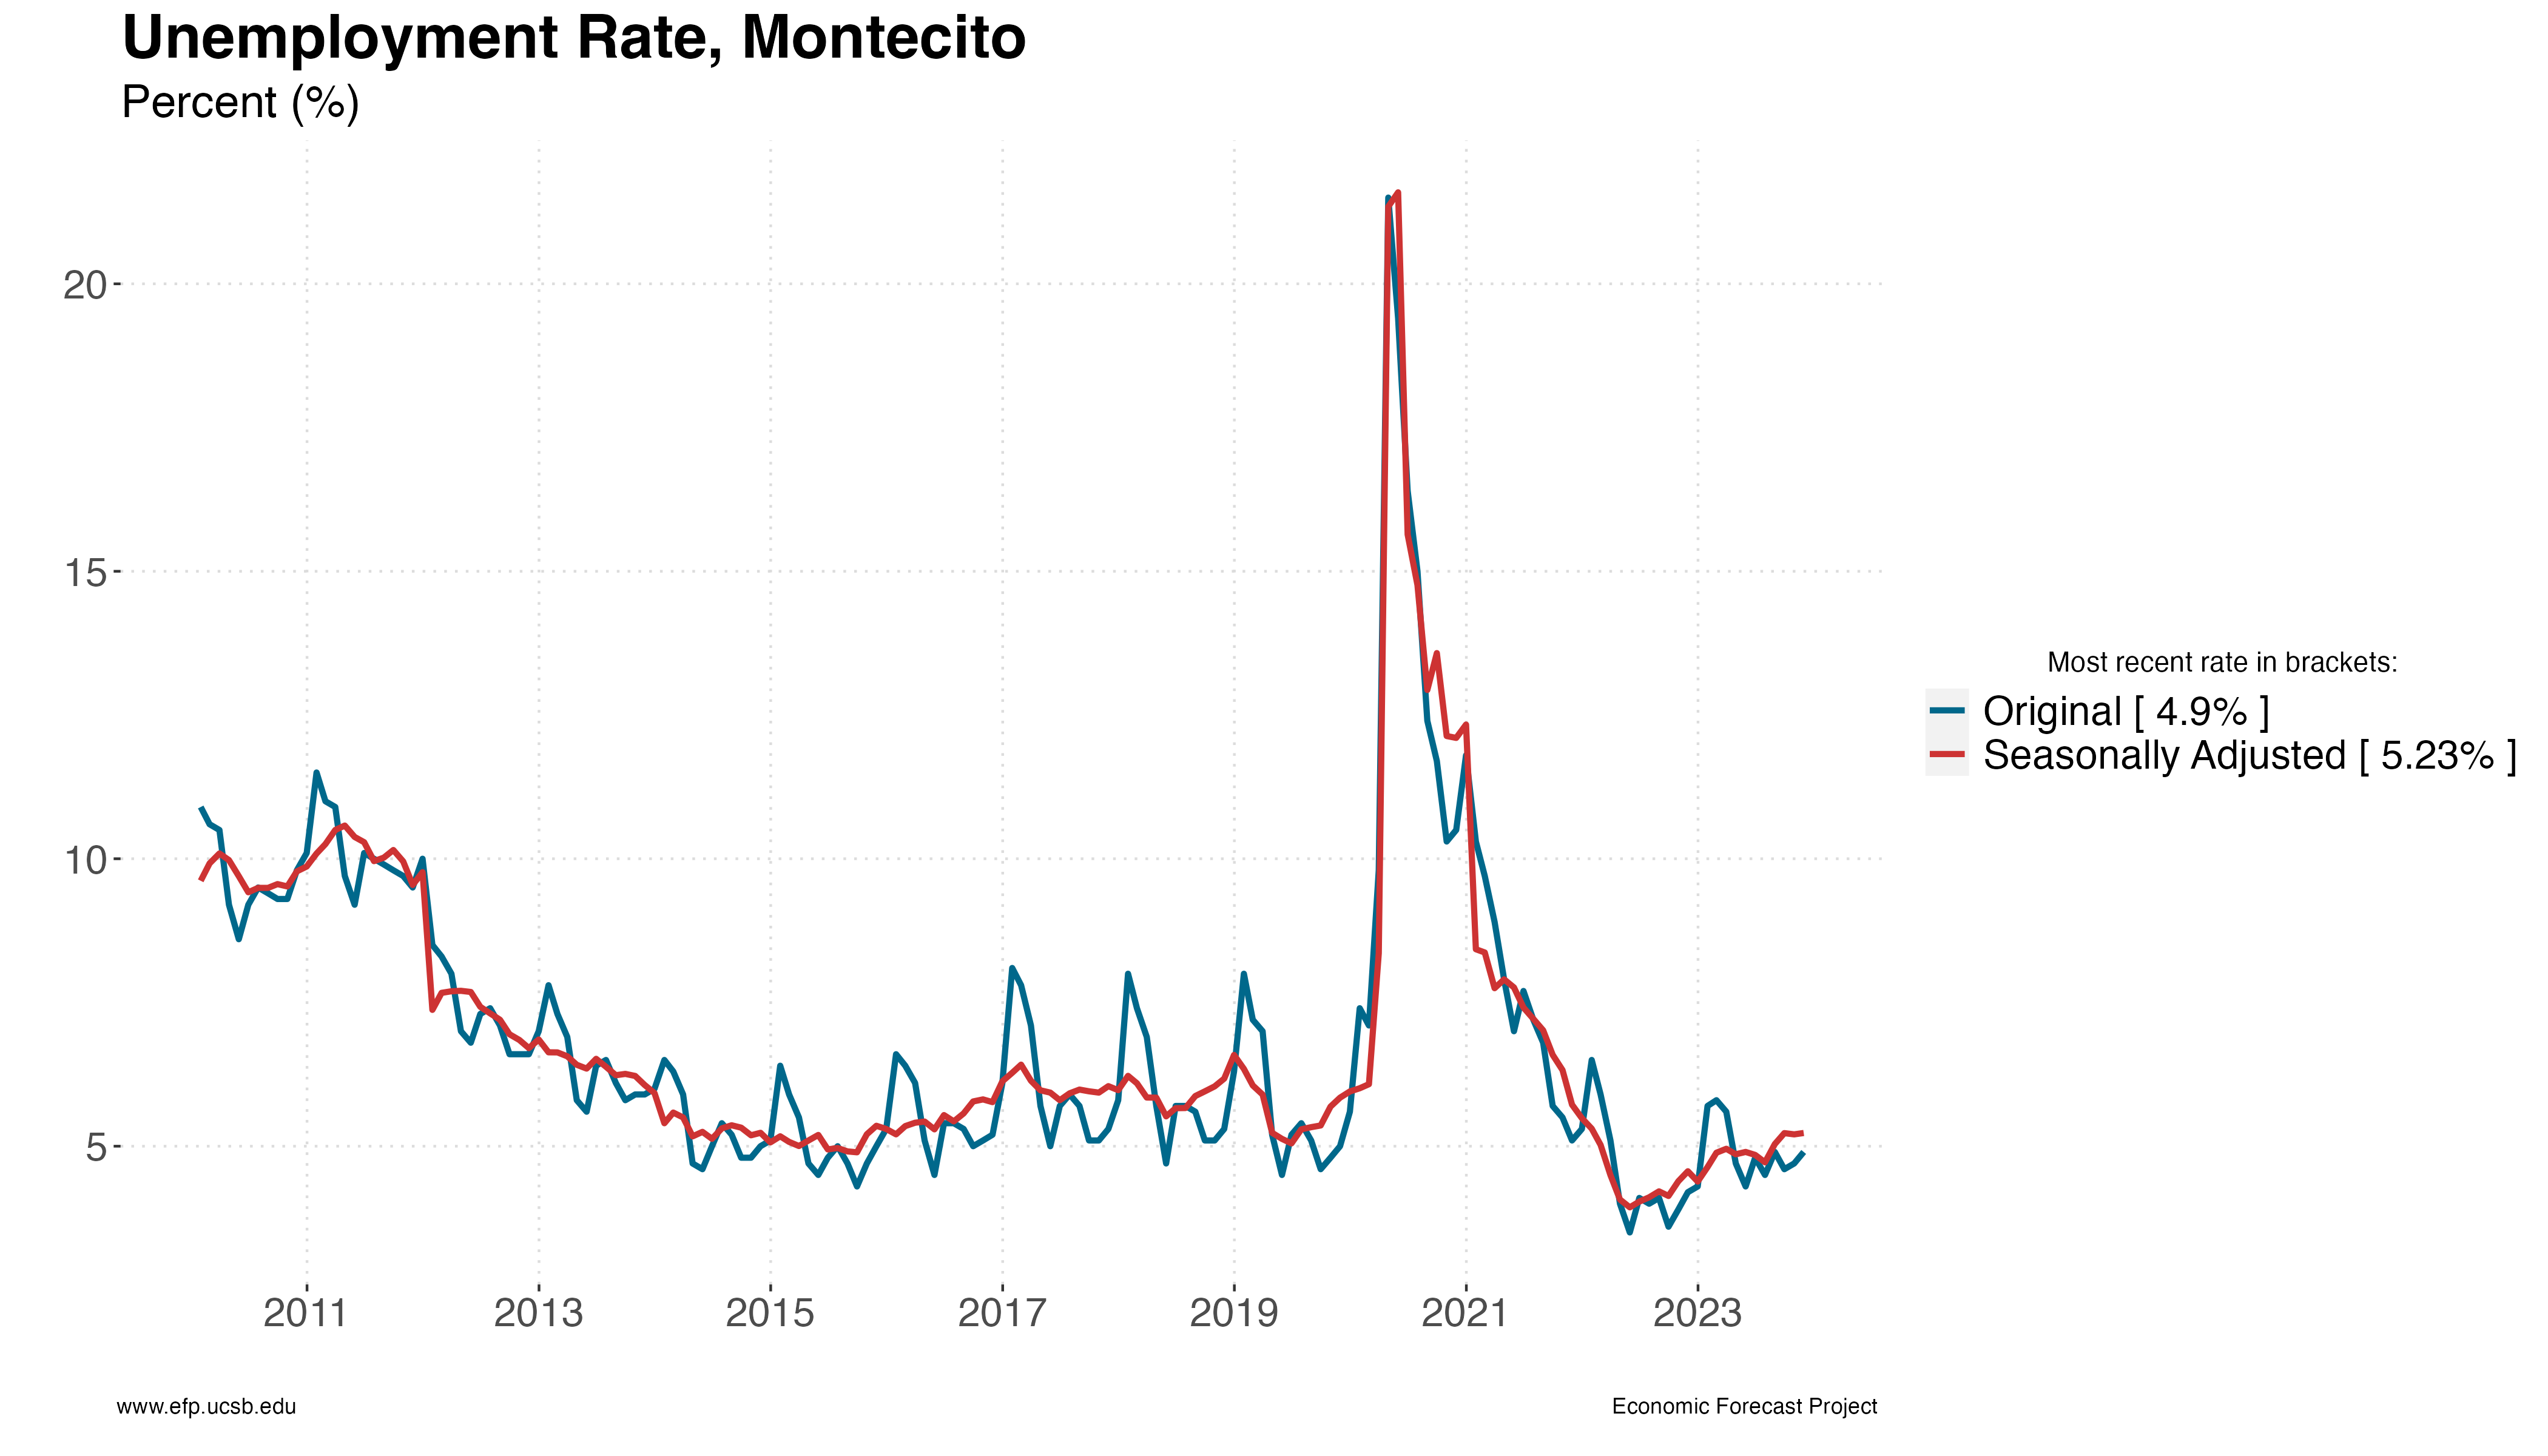 Unemployment Rate, Montecito
Percent (%)
20
15
10
5
2011 2013 2015 2017 2019 2021 2023
Most recent rate in brackets:
Original [ 4.9% ]
Seasonally Adjusted [ 5.23% ]
www.efp.ucsb.edu
Economic Forecast Project